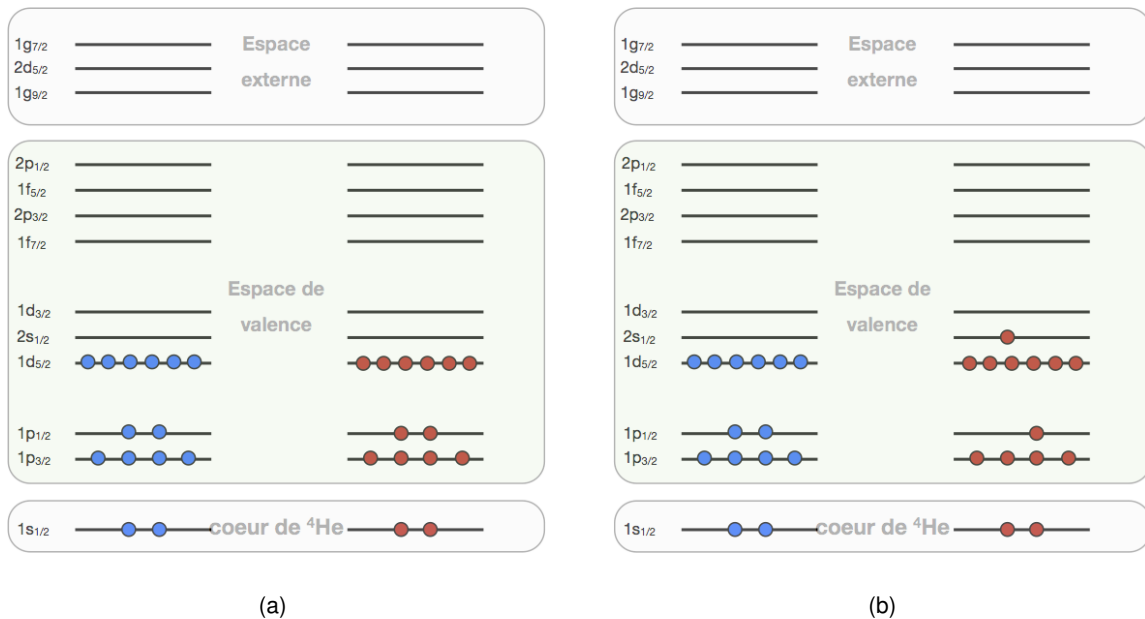 1g7/2
2d5/2
1g9/2
Espace
externe
2p1/2
1f5/2
2p3/2
1f7/2
1d3/2
2s1/2
1d5/2
1p1/2
1p3/2
Espace de
valence
1s1/2
coeur de 4He
(a)
1g7/2
2d5/2
1g9/2
Espace
externe
2p1/2
1f5/2
2p3/2
1f7/2
1d3/2
2s1/2
1d5/2
1p1/2
1p3/2
Espace de
valence
1s1/2
coeur de 4He
(b)